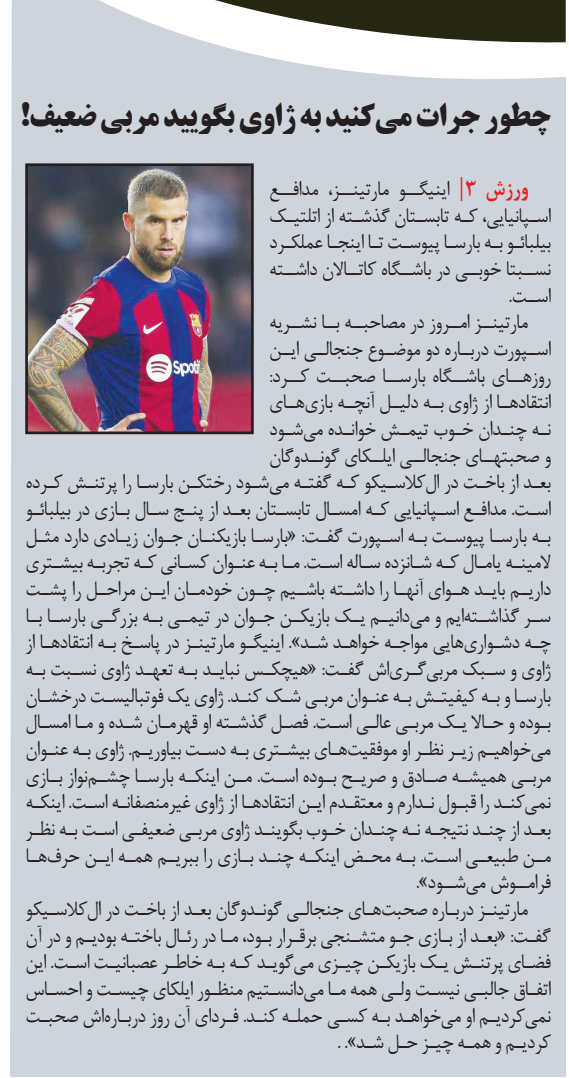 چطور جرات می‌کنید به ژاوی بگویید مربی ضعیف!
ورزش ۳| اینیگو مارتینز، مدافع
اسپانیایی، که تابستان گذشته از اتلتیک
بیلبائو به بارسا پیوست تا اینجا عملکرد
نسبتا خوبی در باشگاه کاتالان داشته
است.
مارتینز امروز در مصاحبه با نشریه
اسپورت درباره دو موضوع جنجالی این
روزهای باشگاه بارسا صحبت کرد:
انتقادها از ژاوی به دلیل آنچه بازی‌های
نه چندان خوب تیمش خوانده می‌شود
و صحبتهای جنجالی ایلکای گوندوگان
بعد از باخت در ال‌کلاسیکو که گفته می‌شود رختکن بارسا را پرتنش کرده
است. مدافع اسپانیایی که امسال تابستان بعد از پنج سال بازی در بیلبائو
به بارسا پیوست به اسپورت گفت: «بارسا بازیکنان جوان زیادی دارد مثل
لامینه یامال که شانزده ساله است. ما به عنوان کسانی که تجربه بیشتری
داریم باید هوای آنها را داشته باشیم چون خودمان این مراحل را پشت
سر گذاشته‌ایم و می‌دانیم یک بازیکن جوان در تیمی به بزرگی بارسا با
چه دشواری‌هایی مواجه خواهد شد». اینیگو مارتینز در پاسخ به انتقادها از
ژاوی و سبک مربی‌گری‌اش گفت: «هیچکس نباید به تعهد ژاوی نسبت به
بارسا و به کیفیتش به عنوان مربی شک کند. ژاوی یک فوتبالیست درخشان
بوده و حالا یک مربی عالی است. فصل گذشته او قهرمان شده و ما امسال
می‌خواهیم زیر نظر او موفقیت‌های بیشتری به دست بیاوریم. ژاوی به عنوان
مربی همیشه صادق و صریح بوده است. من اینکه بارسا چشم‌نواز بازی
نمی‌کند را قبول ندارم و معتقدم این انتقادها از ژاوی غیرمنصفانه است. اینکه
بعد از چند نتیجه نه چندان خوب بگویند ژاوی مربی ضعیفی است به نظر
من طبیعی است. به محض اینکه چند بازی را ببریم همه این حرف‌ها
فراموش می‌شود».
مارتینز درباره صحبت‌های جنجالی گوندوگان بعد از باخت در ال‌کلاسیکو
گفت: «بعد از بازی جو متشنجی برقرار بود، ما در رئال باخته بودیم و در آن
فضای پرتنش یک بازیکن چیزی می‌گوید که به خاطر عصبانیت است. این
اتفاق جالبی نیست ولی همه ما می‌دانستیم منظور ایلکای چیست و احساس
نمی‌کردیم او می‌خواهد به کسی حمله کند. فردای آن روز درباره‌اش صحبت
کردیم و همه چیز حل شد». .
Spoti